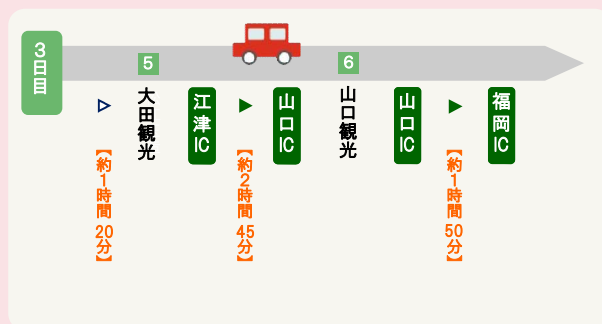 3日目
▷
【約1時間20分】
5
大田観光
江津IC
▶
【約2時間45分】
山口IC
6
山口観光
山口IC
▶
【約1時間50分】
福岡IC